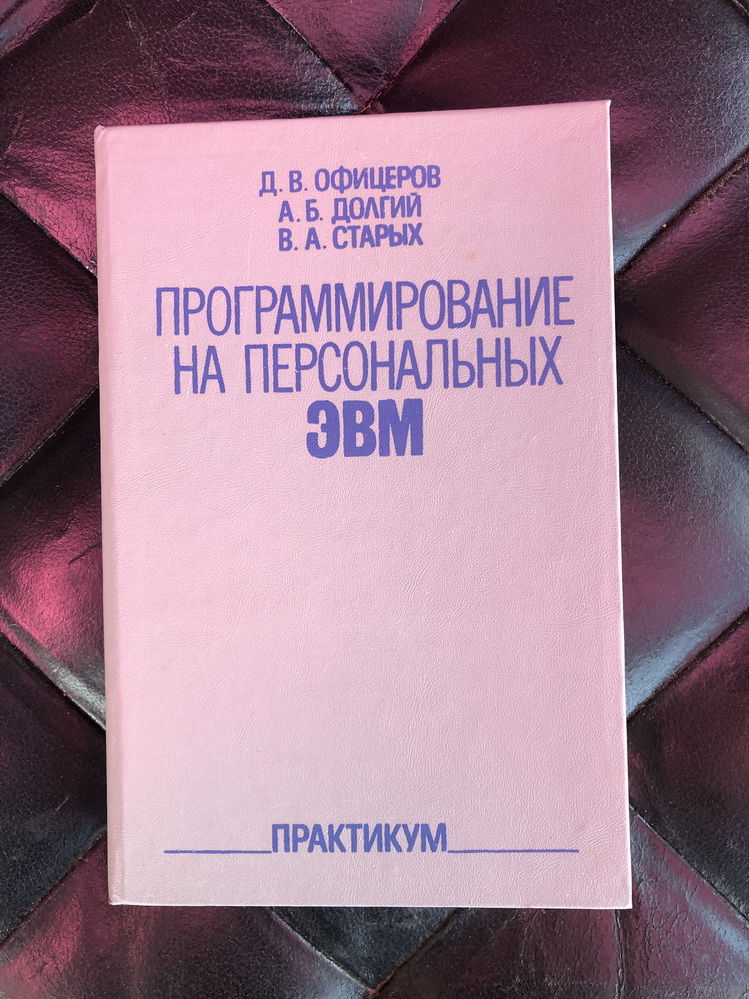 Д. В. ОФИЦЕРОВ
А. Б. ДОЛГИЙ
В. А. СТАРЫХ
ПРОГРАММИРОВАНИЕ
НА ПЕРСОНАЛЬНЫХ
ЭВМ
ПРАКТИКУМ